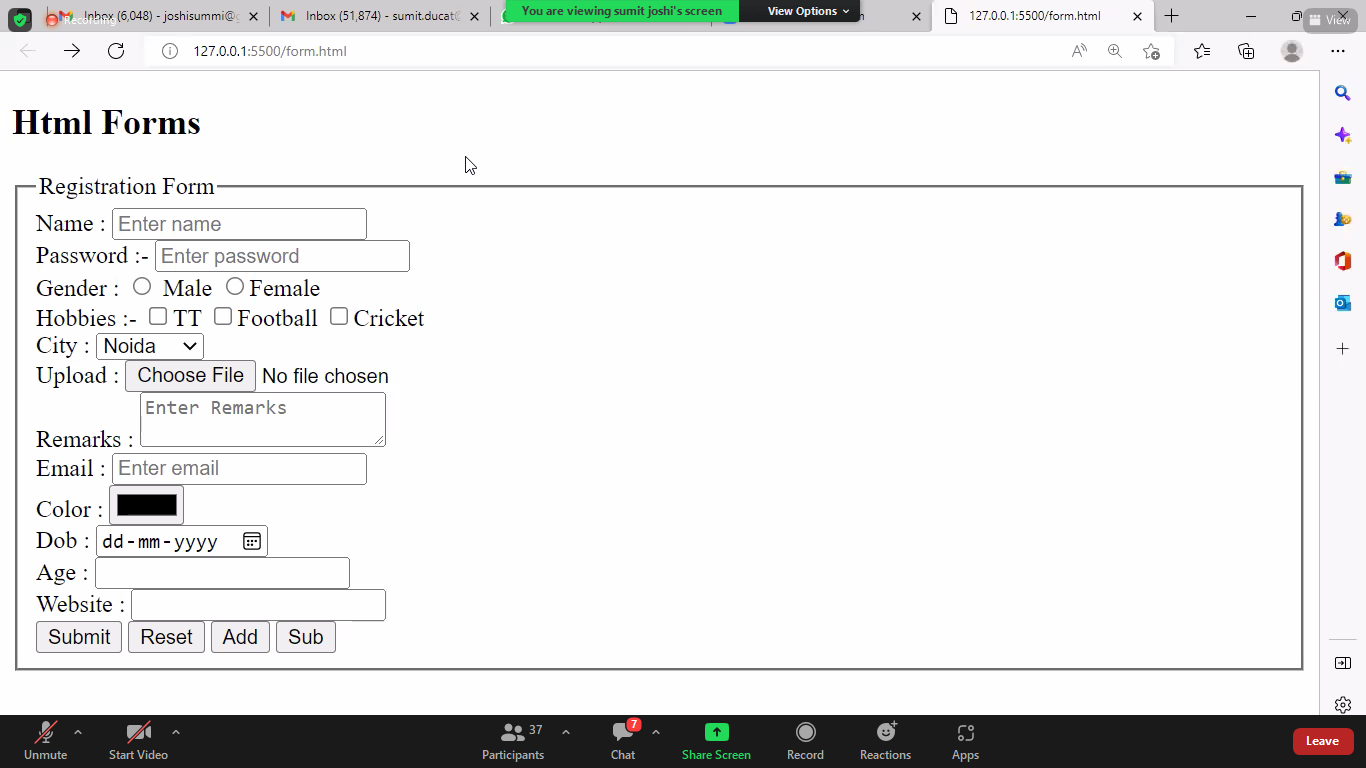 Recording
Inbox (6,048) - joshisummi@
Inbox (51,874) - sumit.ducat@
You are viewing sumit joshi's screen
View Options
127.0.0.1:5500/form.html
View
127.0.0.1:5500/form.html
Html Forms
Registration Form
Name : Enter name
Password :- Enter password
Gender : Male Female
Hobbies :- TT Football Cricket
City : Noida
Upload : Choose File No file chosen
Enter Remarks
Remarks :
Email : Enter email
Color :
Dob : dd-mm-yyyy
Age :
Website :
Submit Reset Add Sub
Unmute
Start Video
37
Participants
7
Chat
Share Screen
Record
Reactions
Apps
Leave